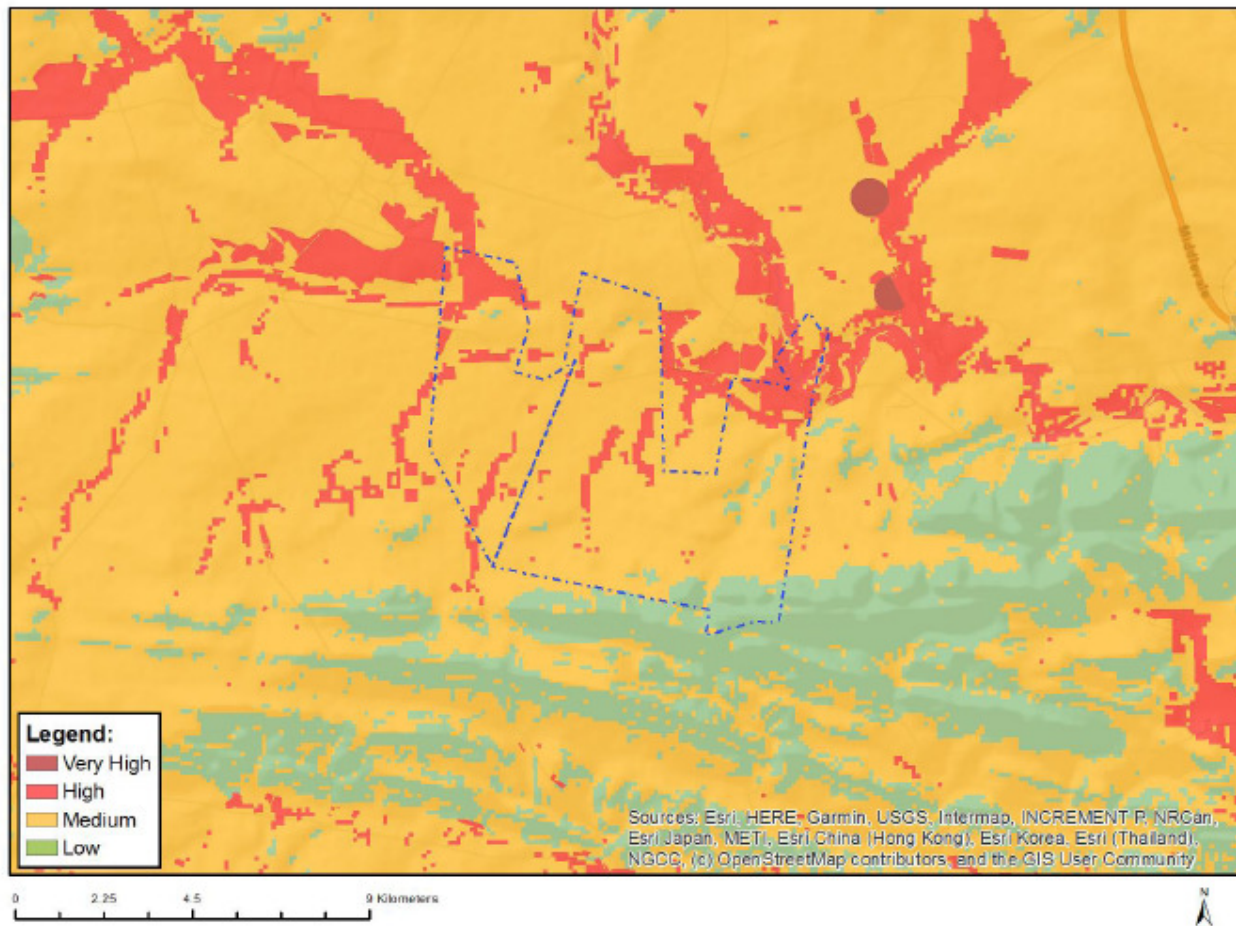 Middlevale
Legend:
Very High
High
Medium
Low
Sources: Esri, HERE, Garmin, USGS, Intermap, INCREMENT P, NRCan,
Esri Japan, METI, Esri China (Hong Kong), Esri Korea, Esri (Thailand),
NGCC, (c) OpenStreetMap contributors, and the GIS User Community
0 2.25 4.5 9 Kilometers
N